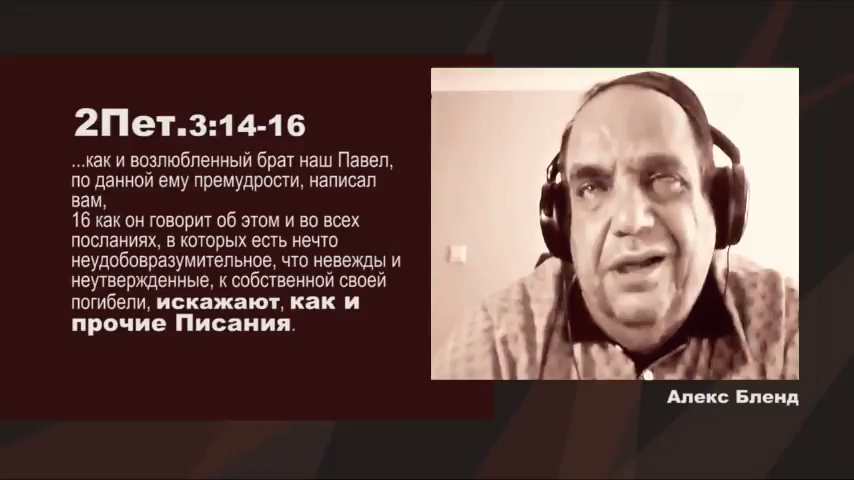 2Пет.3:14-16
...как и возлюбленный брат наш Павел,
по данной ему премудрости, написал
вам,
16 как он говорит об этом и во всех
посланиях, в которых есть нечто
неудобовразумительное, что невежды и
неутвержденные, к собственной своей
погибели, искажают, как и
прочие Писания.
Алекс Бленд